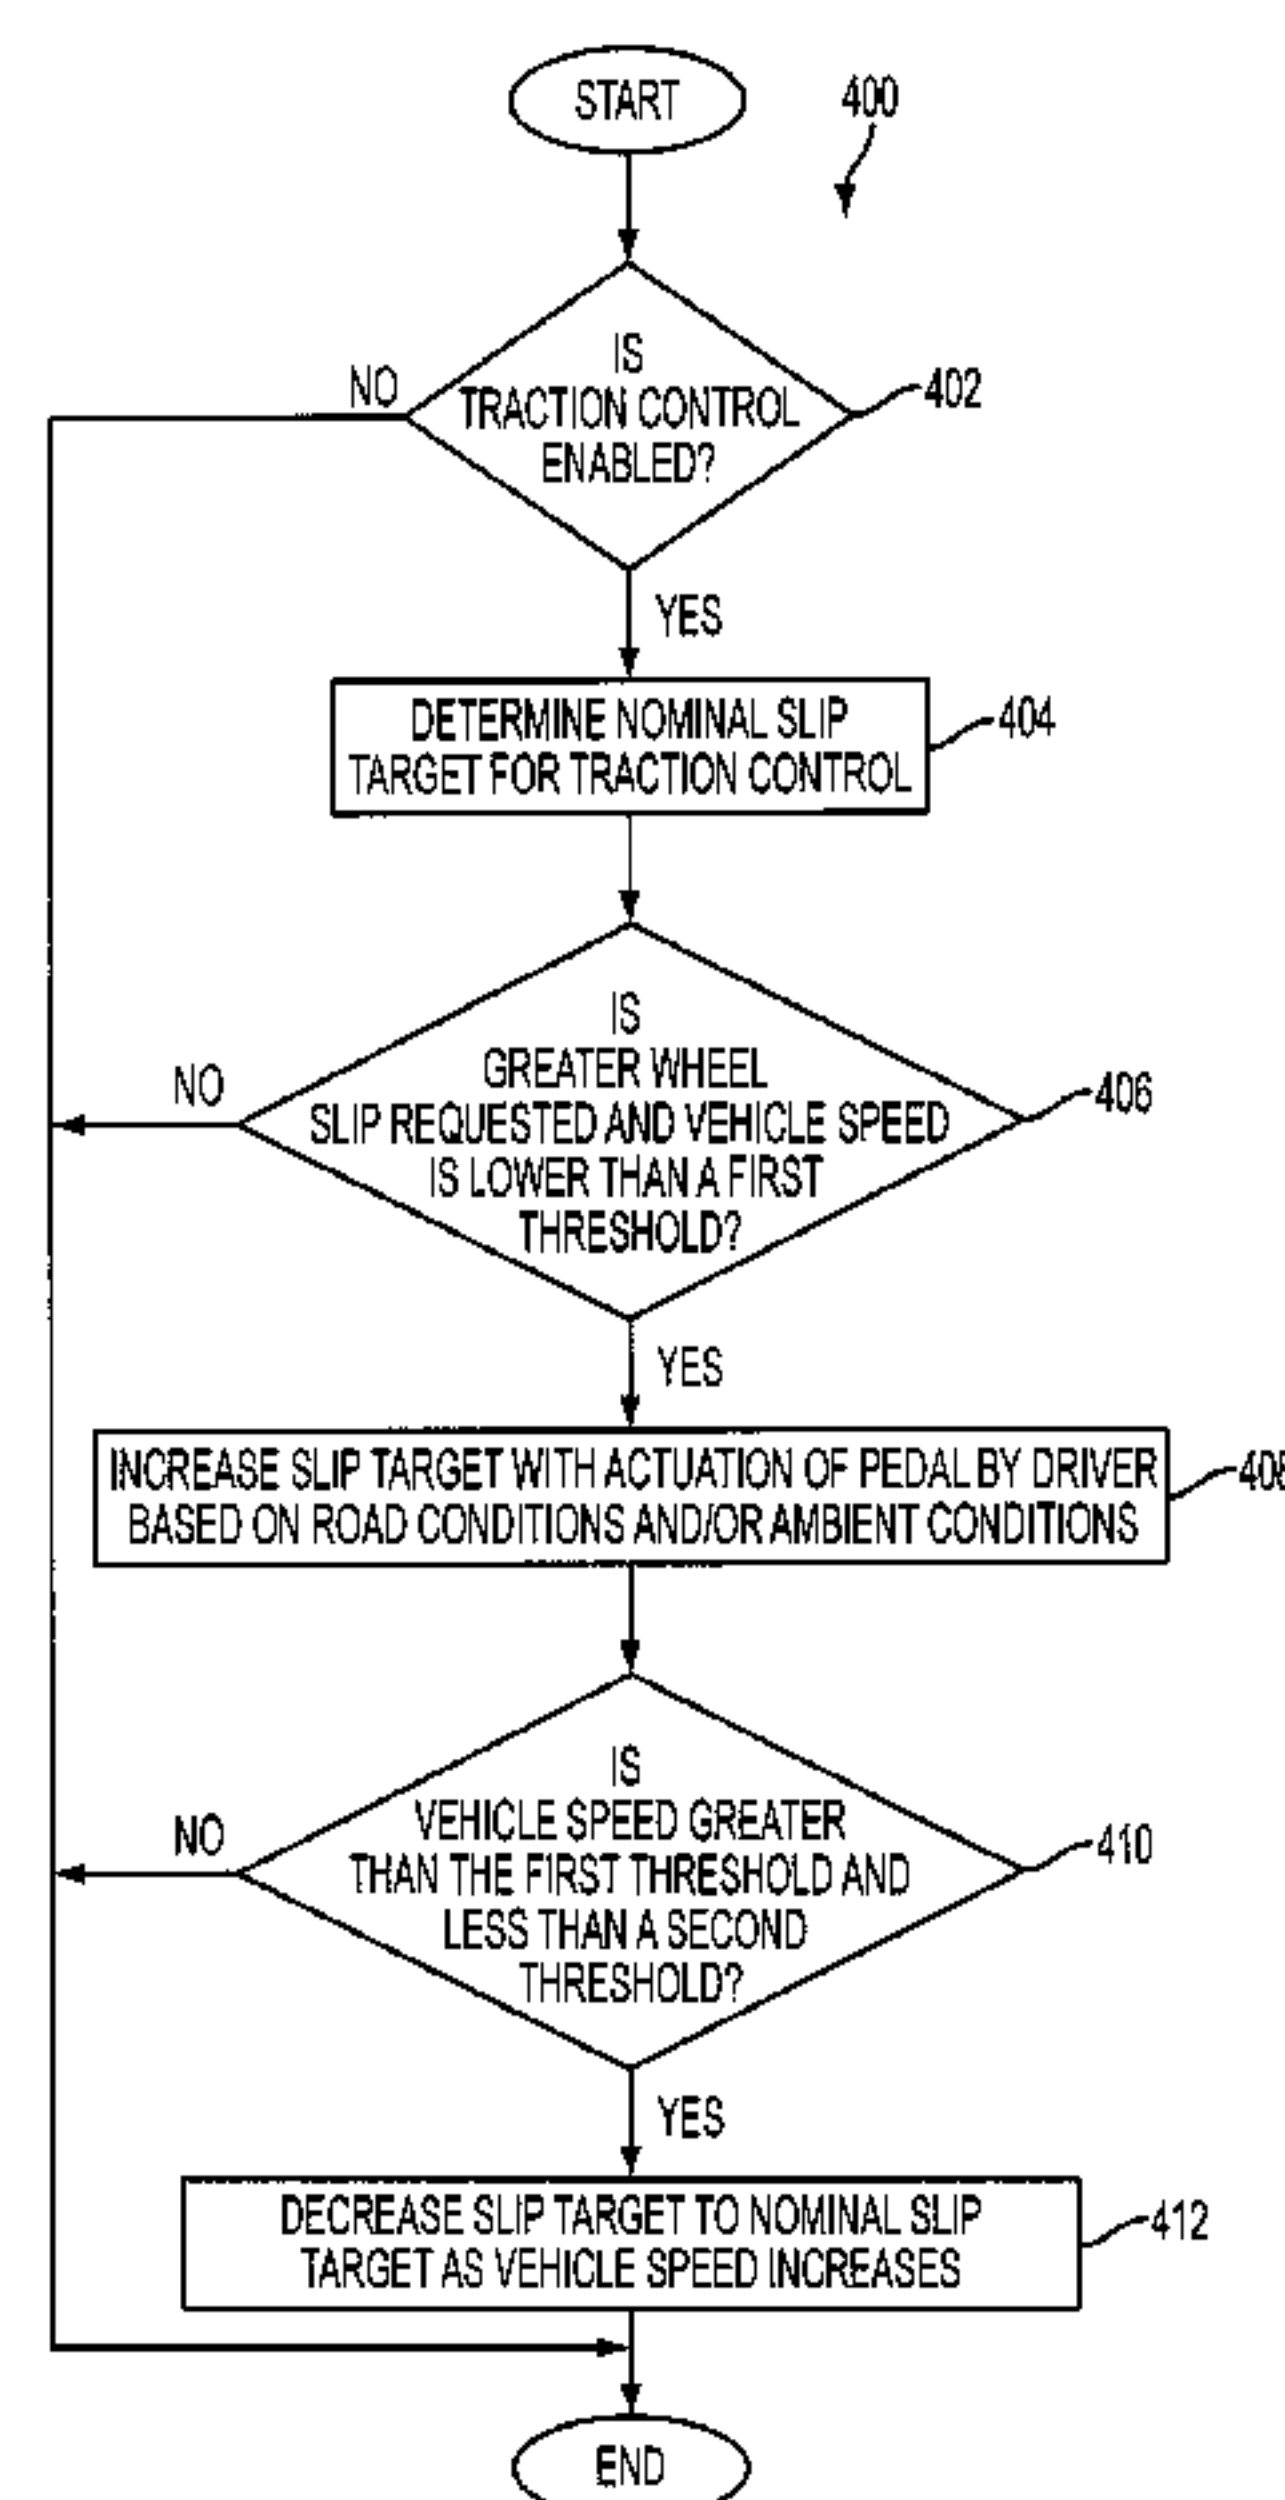 START
400
IS
TRACTION CONTROL
ENABLED?
402
NO
YES
DETERMINE NOMINAL SLIP
TARGET FOR TRACTION CONTROL
404
IS
GREATER WHEEL
SLIP REQUESTED AND VEHICLE SPEED
IS LOWER THAN A FIRST
THRESHOLD?
406
NO
YES
INCREASE SLIP TARGET WITH ACTUATION OF PEDAL BY DRIVER
BASED ON ROAD CONDITIONS AND/OR AMBIENT CONDITIONS
408
IS
VEHICLE SPEED GREATER
THAN THE FIRST THRESHOLD AND
LESS THAN A SECOND
THRESHOLD?
410
NO
YES
DECREASE SLIP TARGET TO NOMINAL SLIP
TARGET AS VEHICLE SPEED INCREASES
412
END